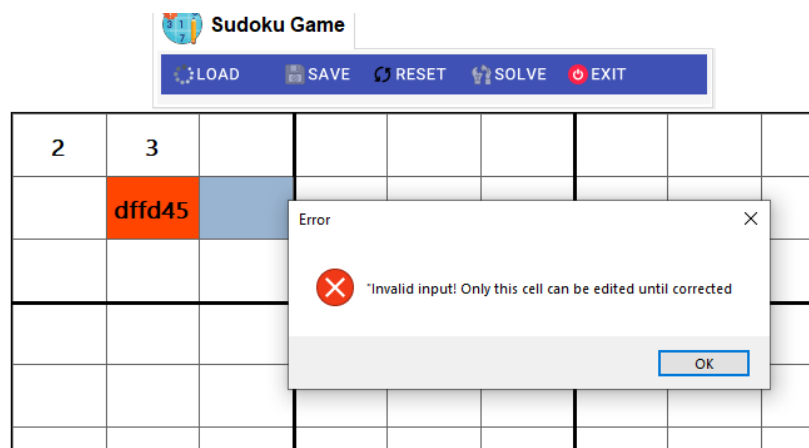 Sudoku Game
LOAD SAVE RESET SOLVE EXIT
2 3
dffd45
Error
"Invalid input! Only this cell can be edited until corrected
OK